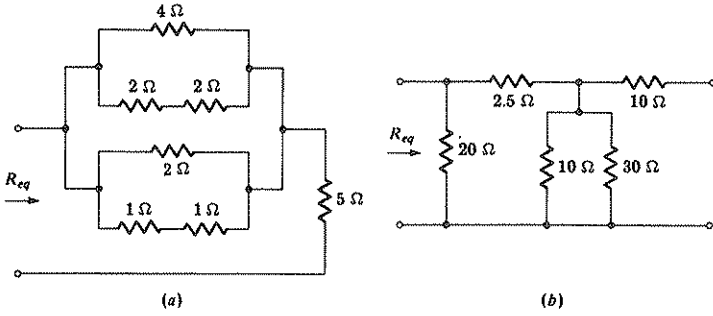 4 Ω
2 Ω 2 Ω
2 Ω
R_eq
1 Ω 1 Ω
5 Ω
(a)
2.5 Ω 10 Ω
R_eq
20 Ω
10 Ω
30 Ω
(b)